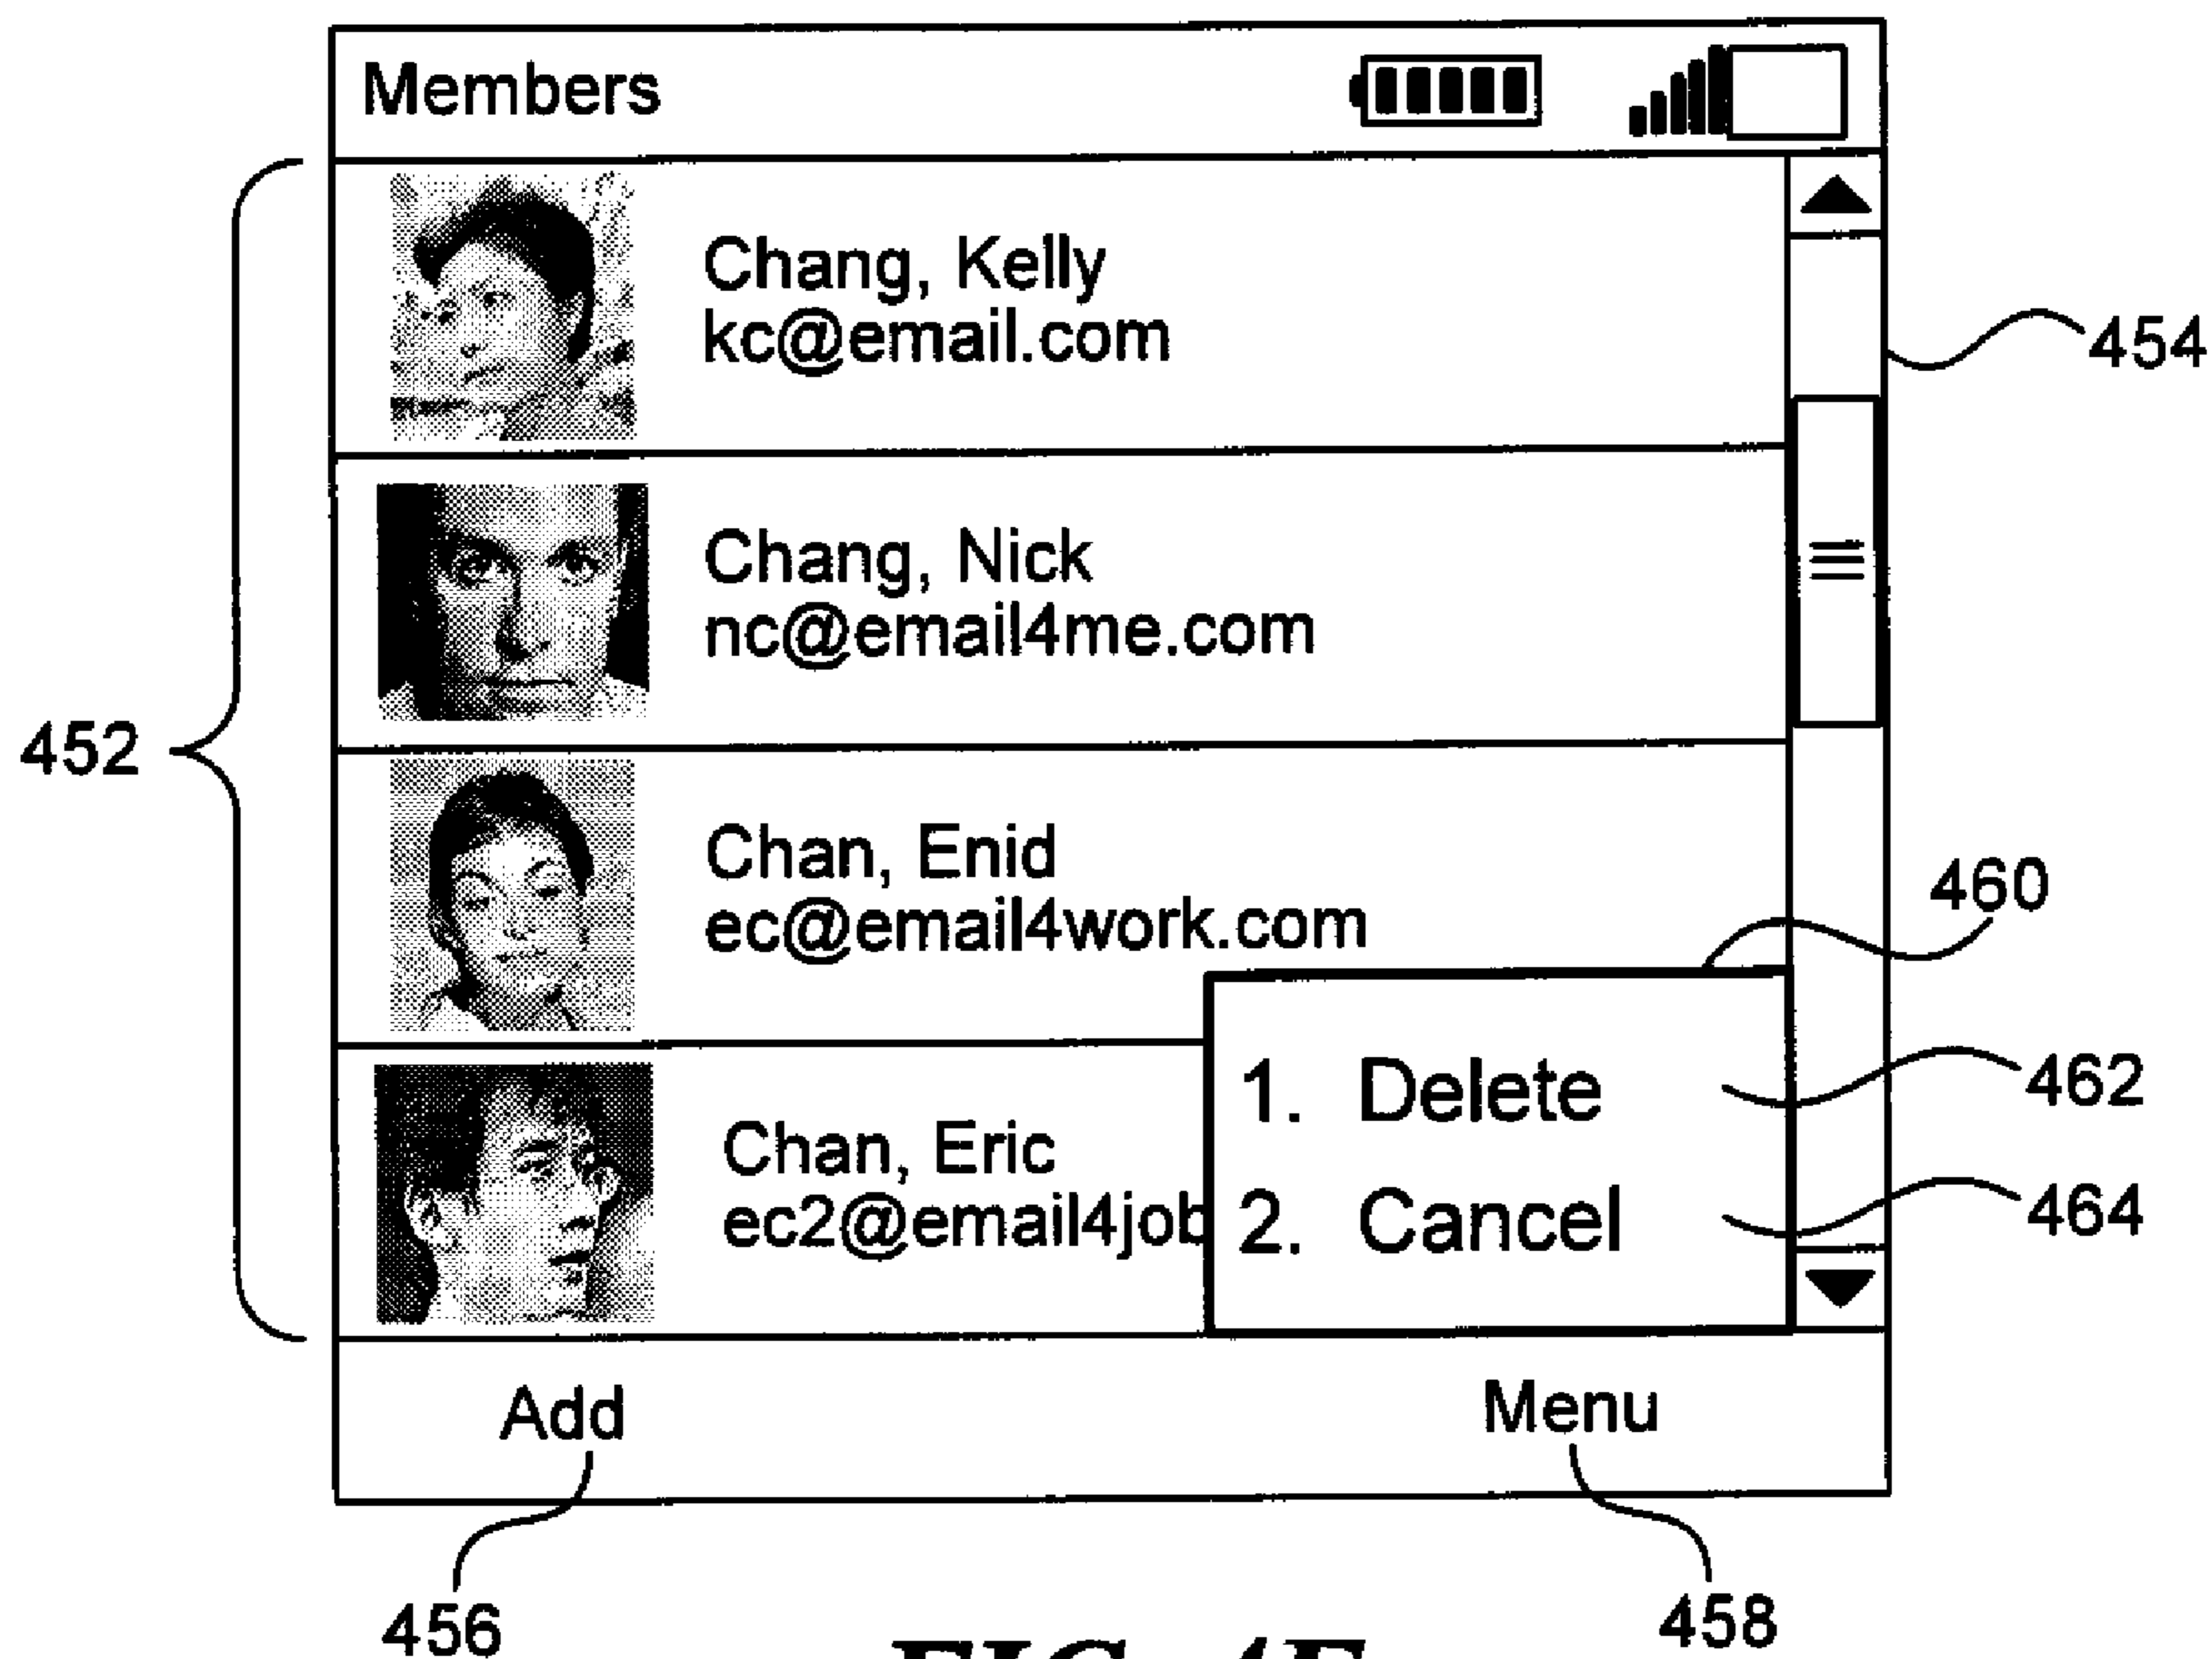 Members
Chang, Kelly
kc@email.com
454
Chang, Nick
nc@email4me.com
452
Chan, Enid
ec@email4work.com
460
1. Delete
462
Chan, Eric
ec2@email4job
2. Cancel
464
Add
Menu
456
458